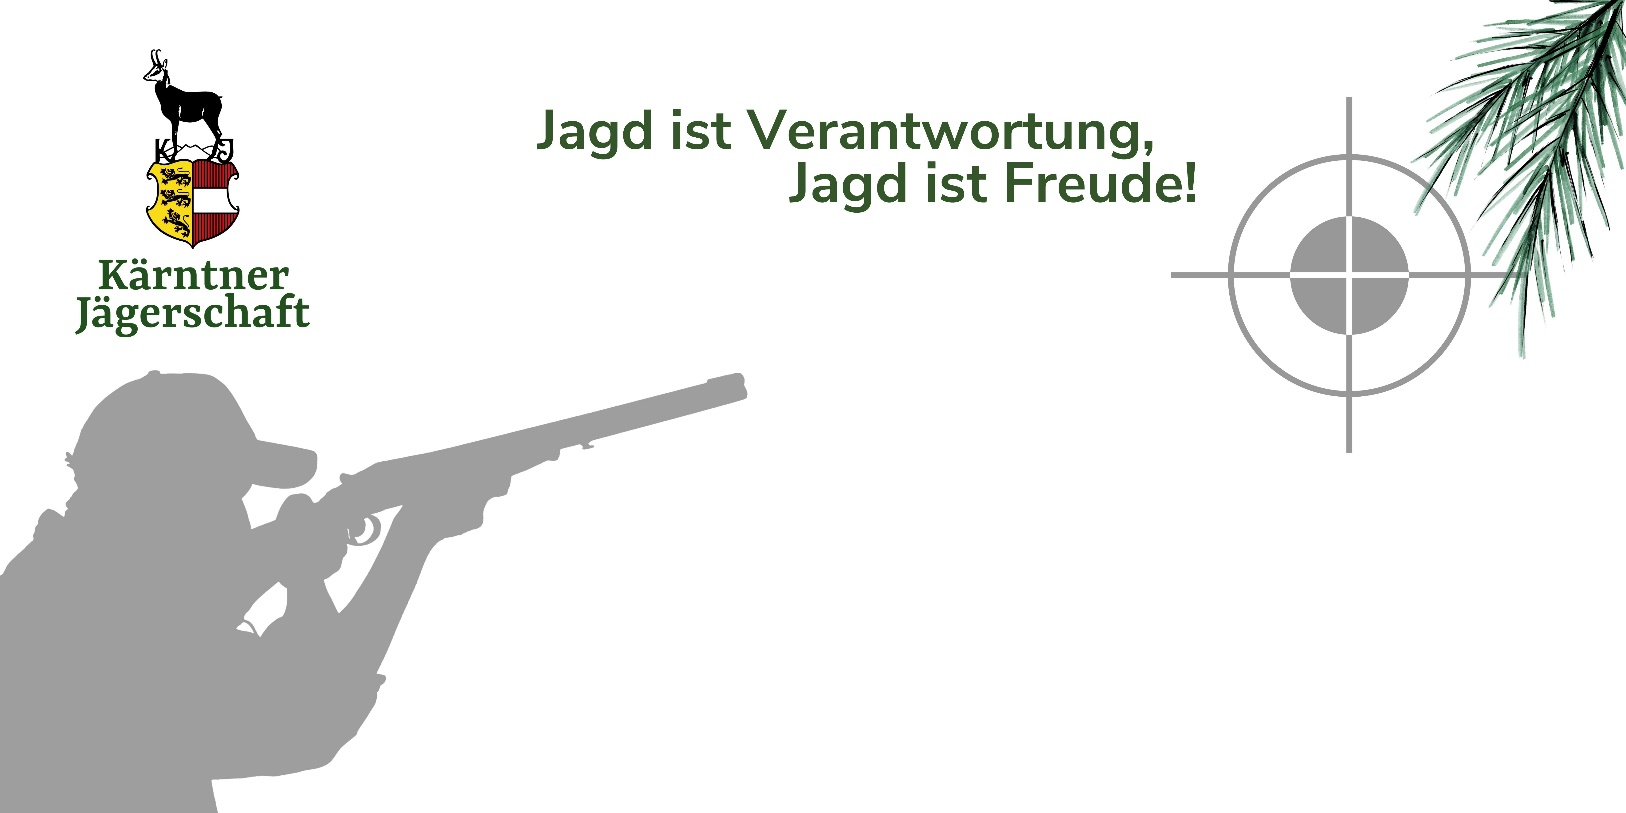 K J
Kärntner
Jägerschaft
Jagd ist Verantwortung,
Jagd ist Freude!